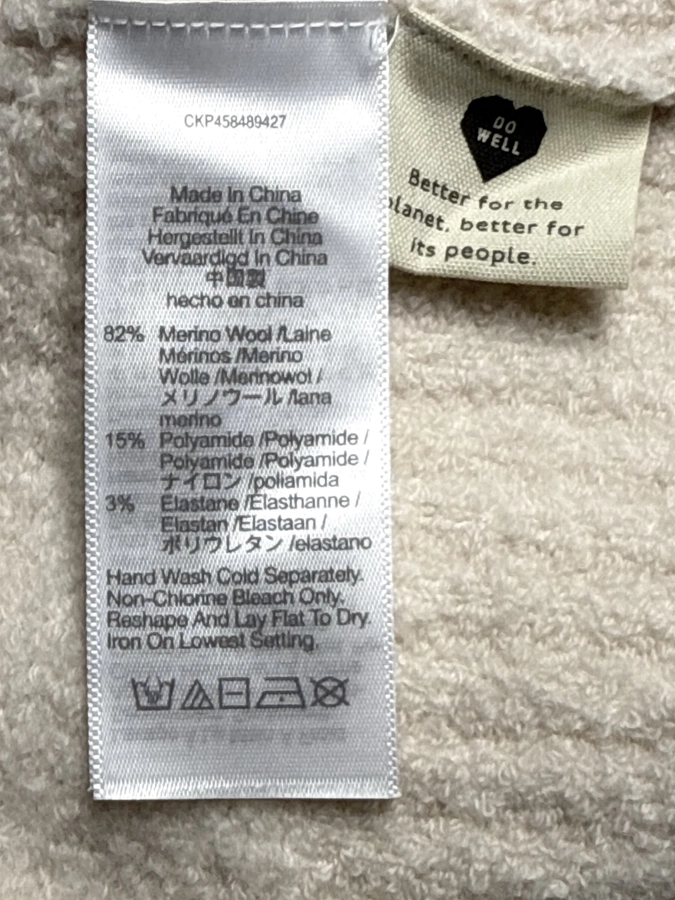 CKP458489427
Made In China
Fabriqué En Chine
Hergestellt In China
Vervaardigd In China
中国製
hecho en china
82% Merino Wool /Laine
Mérinos /Merino
Wolle /Merinowol /
メリノウール /lana
merino
15% Polyamide /Polyamide /
Polyamide /Polyamide /
ナイロン /poliamida
3% Elastane /Élasthanne /
Elastan /Elastaan /
ポリウレタン /elastano
Hand Wash Cold Separately.
Non-Chlorine Bleach Only.
Reshape And Lay Flat To Dry.
Iron On Lowest Setting.
DO
WELL
Better for the
planet, better for
its people.